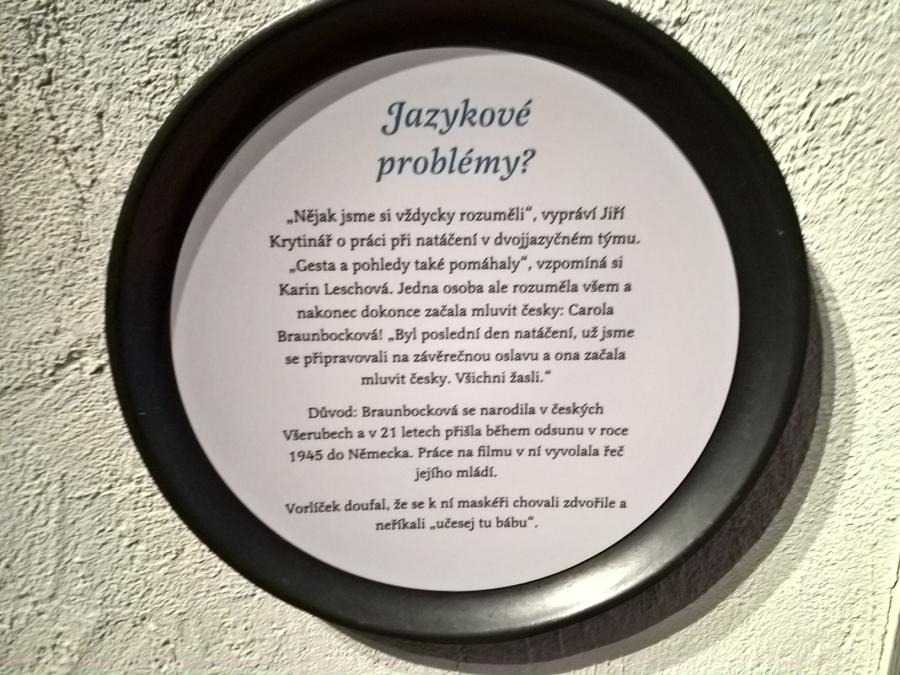 Jazykové
problémy?
„Nějak jsme si vždycky rozuměli“, vypráví Jiří
Krytinář o práci při natáčení v dvojjazyčném týmu.
„Gesta a pohledy také pomáhaly“, vzpomíná si
Karin Leschová. Jedna osoba ale rozuměla všem a
nakonec dokonce začala mluvit česky: Carola
Braunbocková! „Byl poslední den natáčení, už jsme
se připravovali na závěrečnou oslavu a ona začala
mluvit česky. Všichni žasli.“
Důvod: Braunbocková se narodila v českých
Všerubech a v 21 letech přišla během odsunu v roce
1945 do Německa. Práce na filmu v ní vyvolala řeč
jejího mládí.
Vorlíček doufal, že se k ní maskéři chovali zdvořile a
neříkali „učesej tu bábu“.